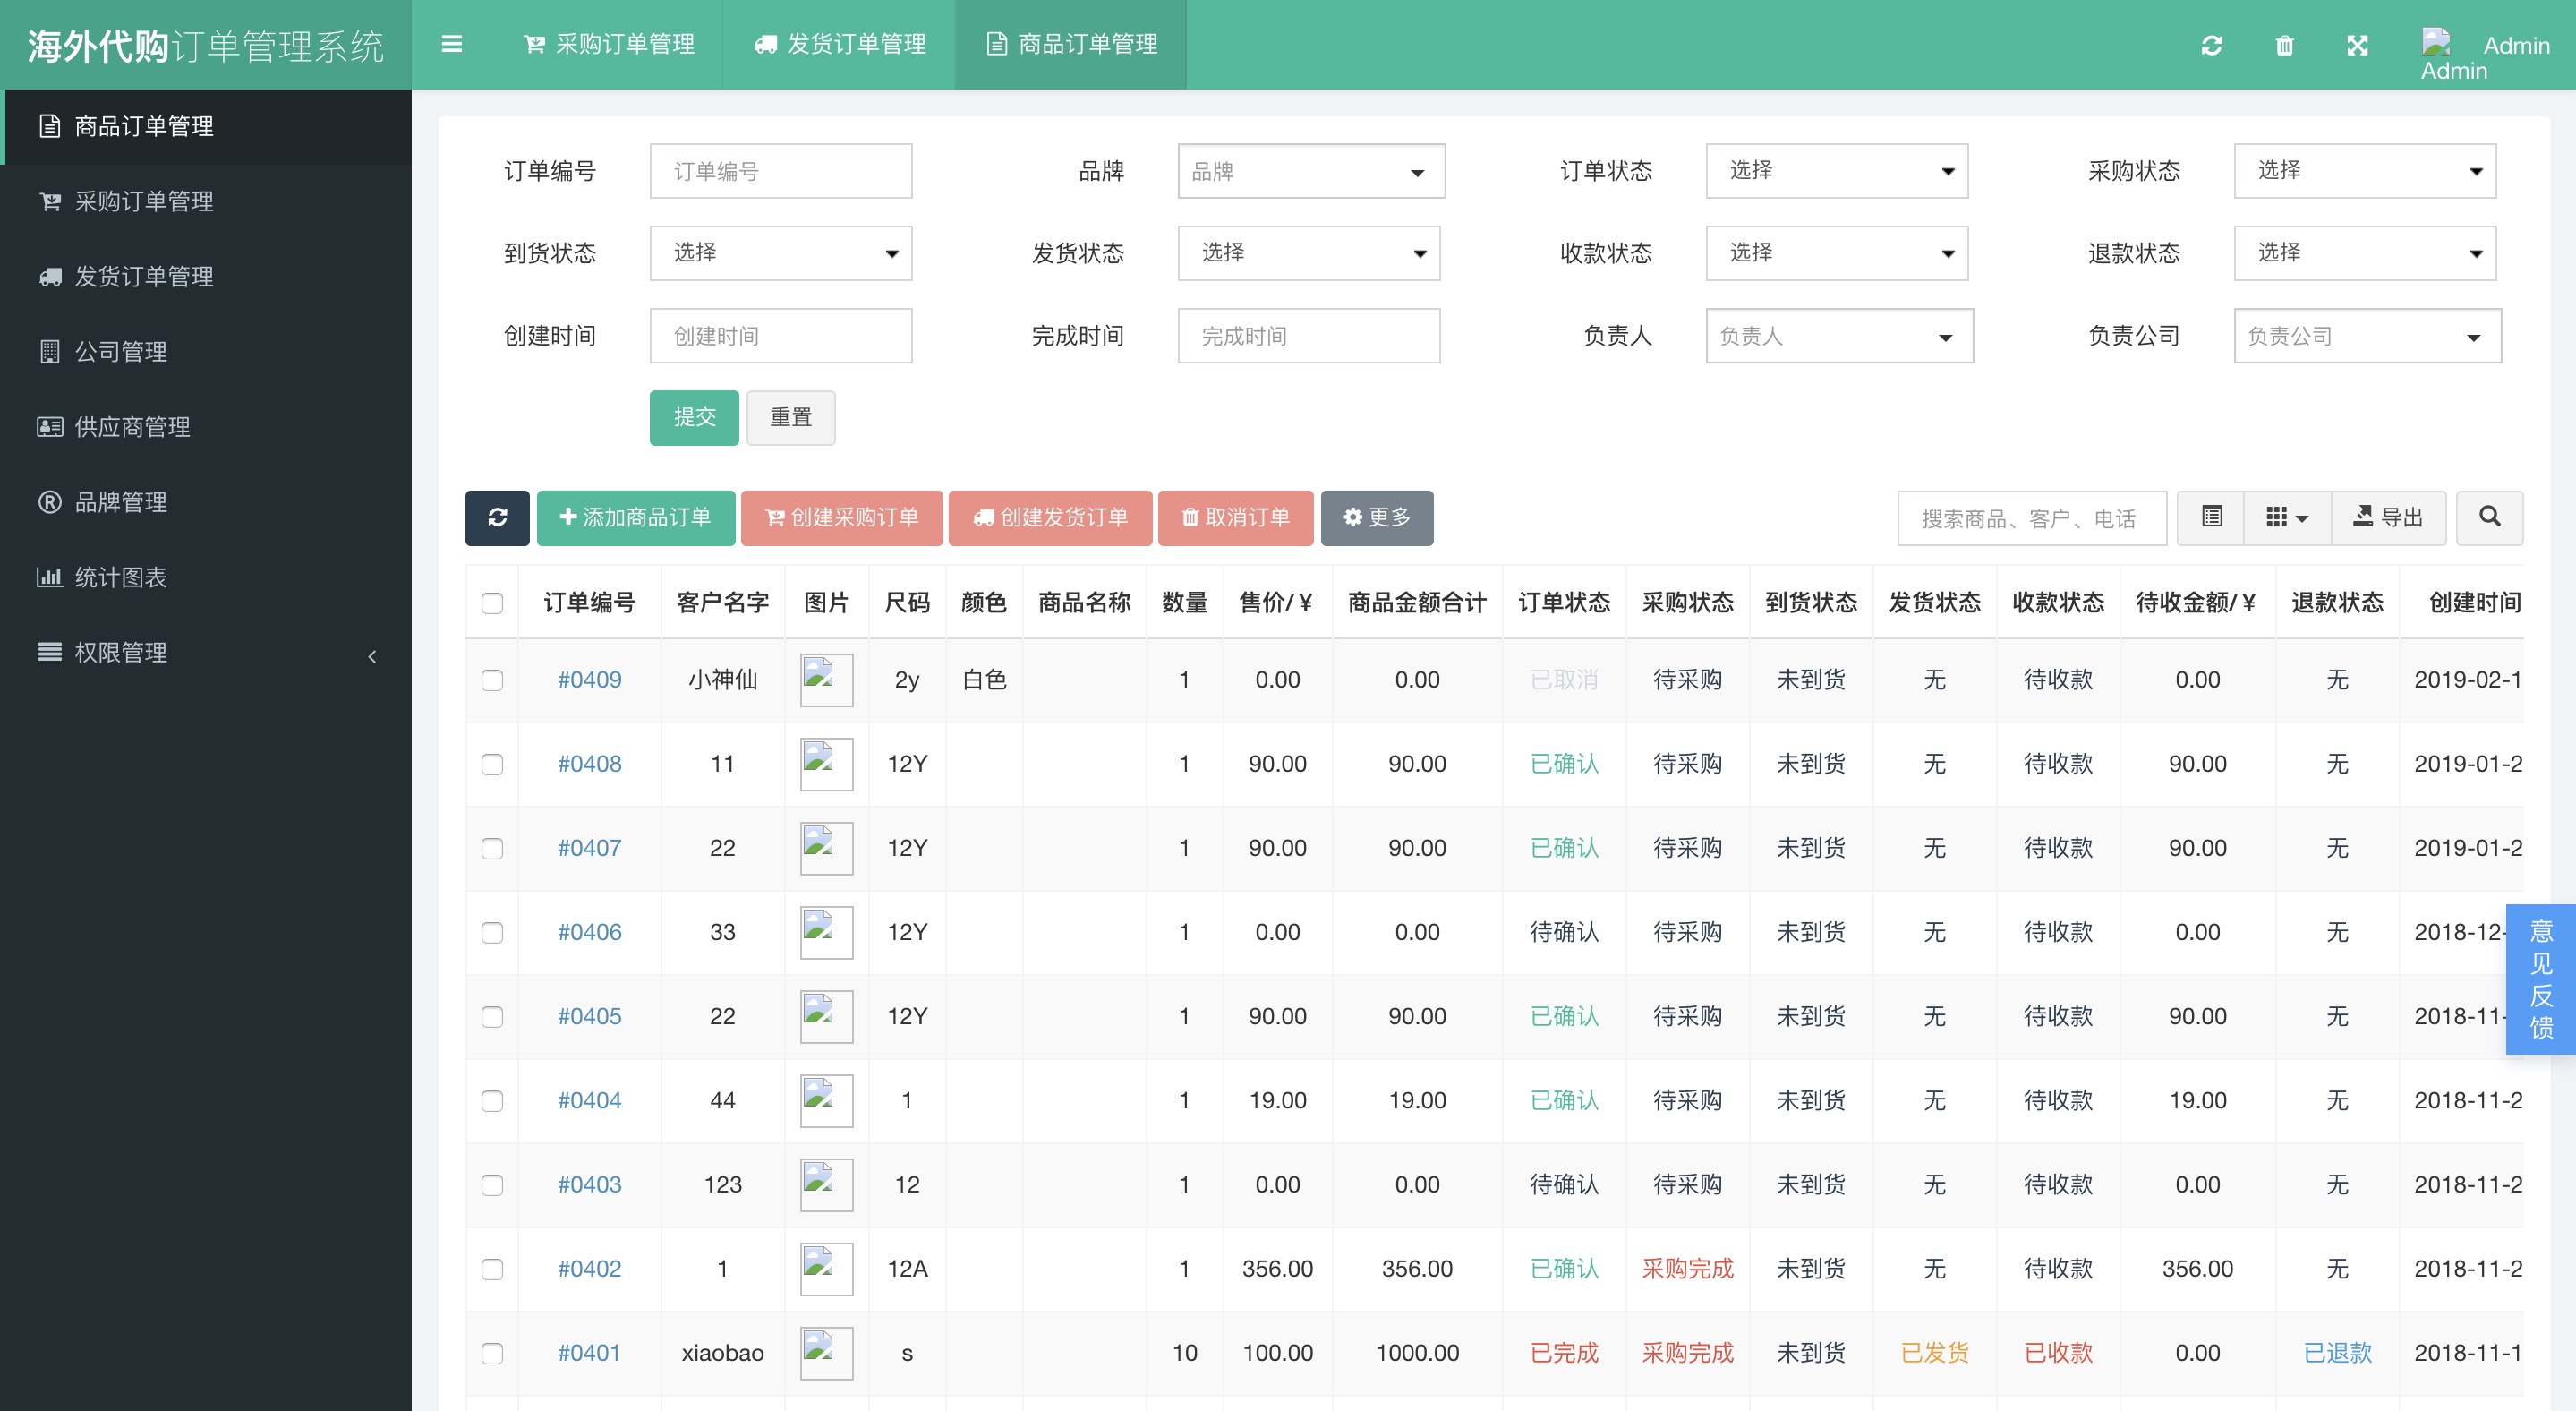 海外代购订单管理系统
采购订单管理 发货订单管理 商品订单管理
Admin Admin
商品订单管理
采购订单管理
发货订单管理
公司管理
供应商管理
品牌管理
统计图表
权限管理
订单编号 订单编号 品牌 品牌 订单状态 选择 采购状态 选择
到货状态 选择 发货状态 选择 收款状态 选择 退款状态 选择
创建时间 创建时间 完成时间 完成时间 负责人 负责人 负责公司 负责公司
提交 重置
添加商品订单 创建采购订单 创建发货订单 取消订单 更多 搜索商品、客户、电话 导出
订单编号 客户名字 图片 尺码 颜色 商品名称 数量 售价/¥ 商品金额合计 订单状态 采购状态 到货状态 发货状态 收款状态 待收金额/¥ 退款状态 创建时间
#0409 小神仙 2y 白色 1 0.00 0.00 已取消 待采购 未到货 无 待收款 0.00 无 2019-02-1
#0408 11 12Y 1 90.00 90.00 已确认 待采购 未到货 无 待收款 90.00 无 2019-01-2
#0407 22 12Y 1 90.00 90.00 已确认 待采购 未到货 无 待收款 90.00 无 2019-01-2
#0406 33 12Y 1 0.00 0.00 待确认 待采购 未到货 无 待收款 0.00 无 2018-12-
#0405 22 12Y 1 90.00 90.00 已确认 待采购 未到货 无 待收款 90.00 无 2018-11-
#0404 44 1 1 19.00 19.00 已确认 待采购 未到货 无 待收款 19.00 无 2018-11-2
#0403 123 12 1 0.00 0.00 待确认 待采购 未到货 无 待收款 0.00 无 2018-11-2
#0402 1 12A 1 356.00 356.00 已确认 采购完成 未到货 无 待收款 356.00 无 2018-11-2
#0401 xiaobao s 10 100.00 1000.00 已完成 采购完成 未到货 已发货 已收款 0.00 已退款 2018-11-1
意见反馈